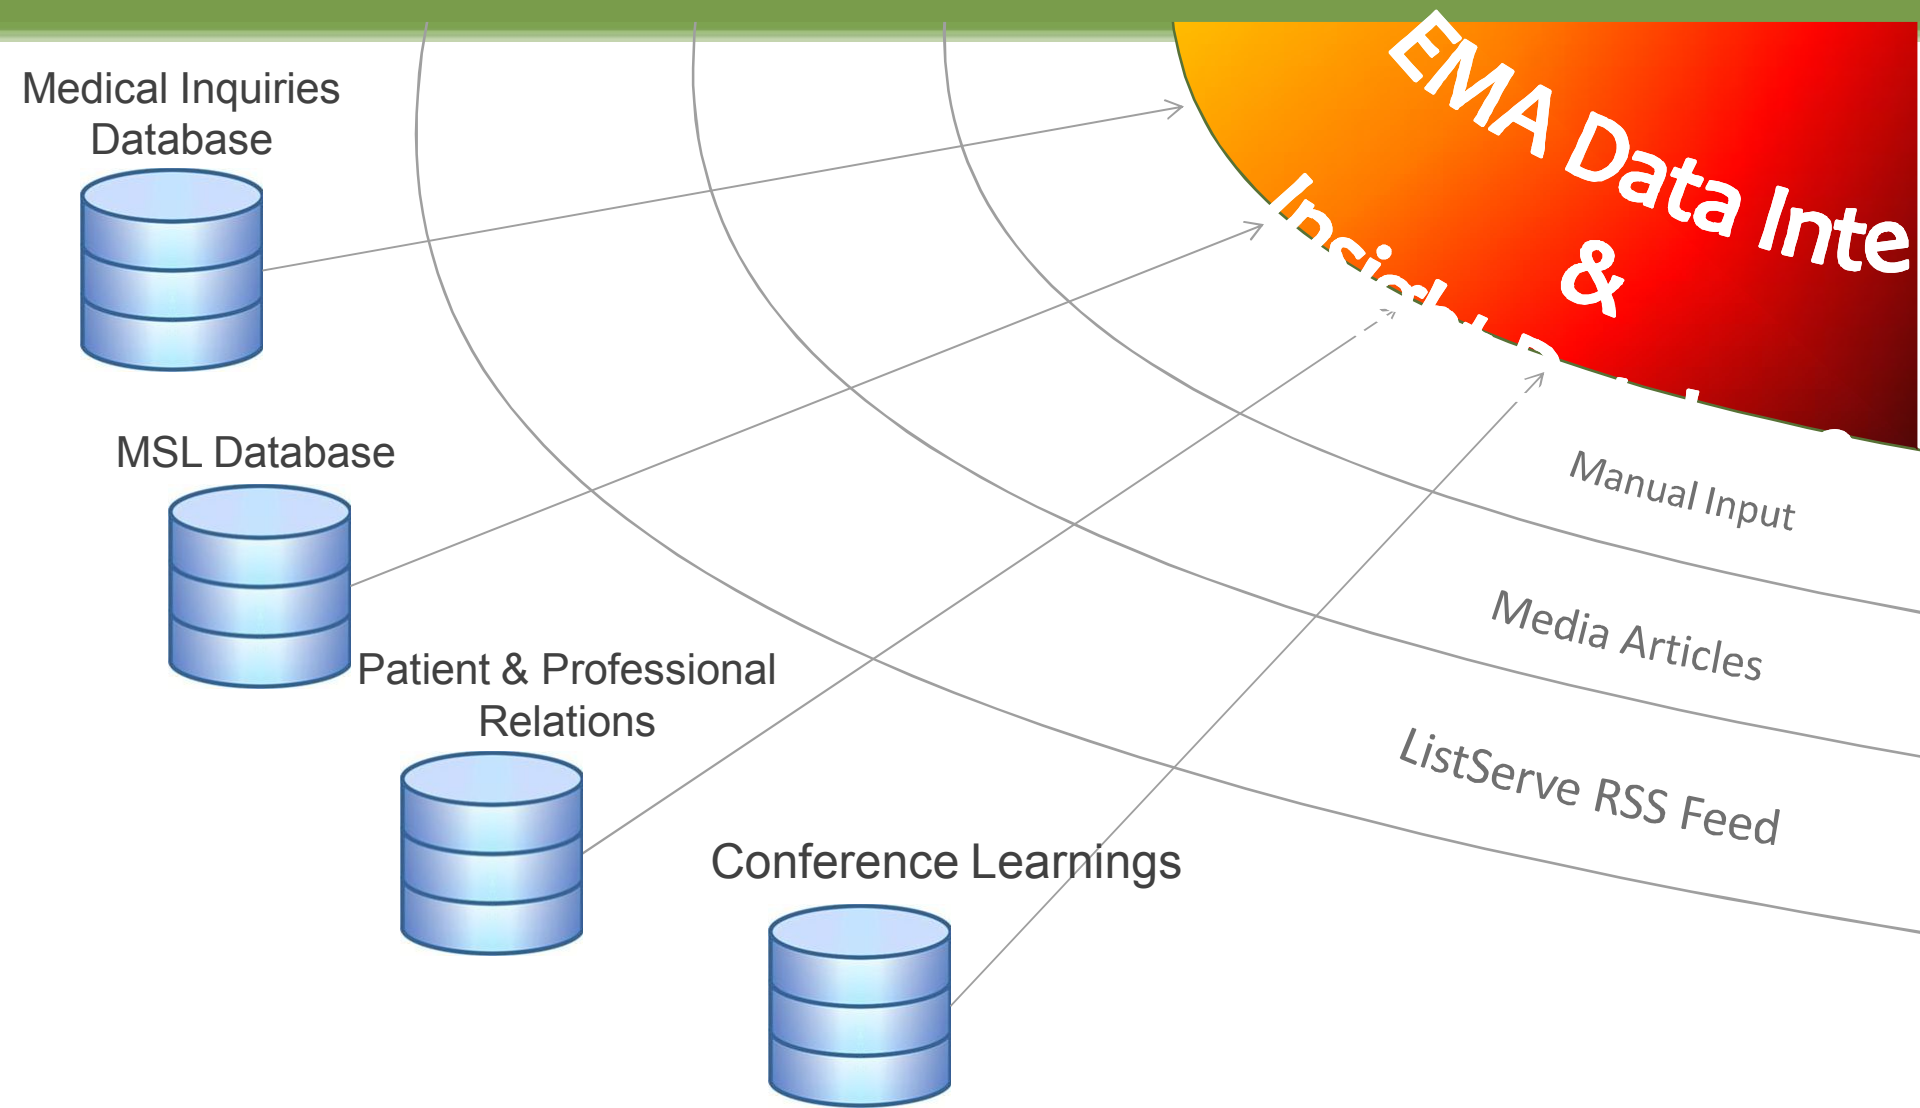 Medical Inquiries
Database
EMA Data Inte
&
Insight
MSL Database
Manual Input
Media Articles
Patient & Professional
Relations
ListServe RSS Feed
Conference Learnings